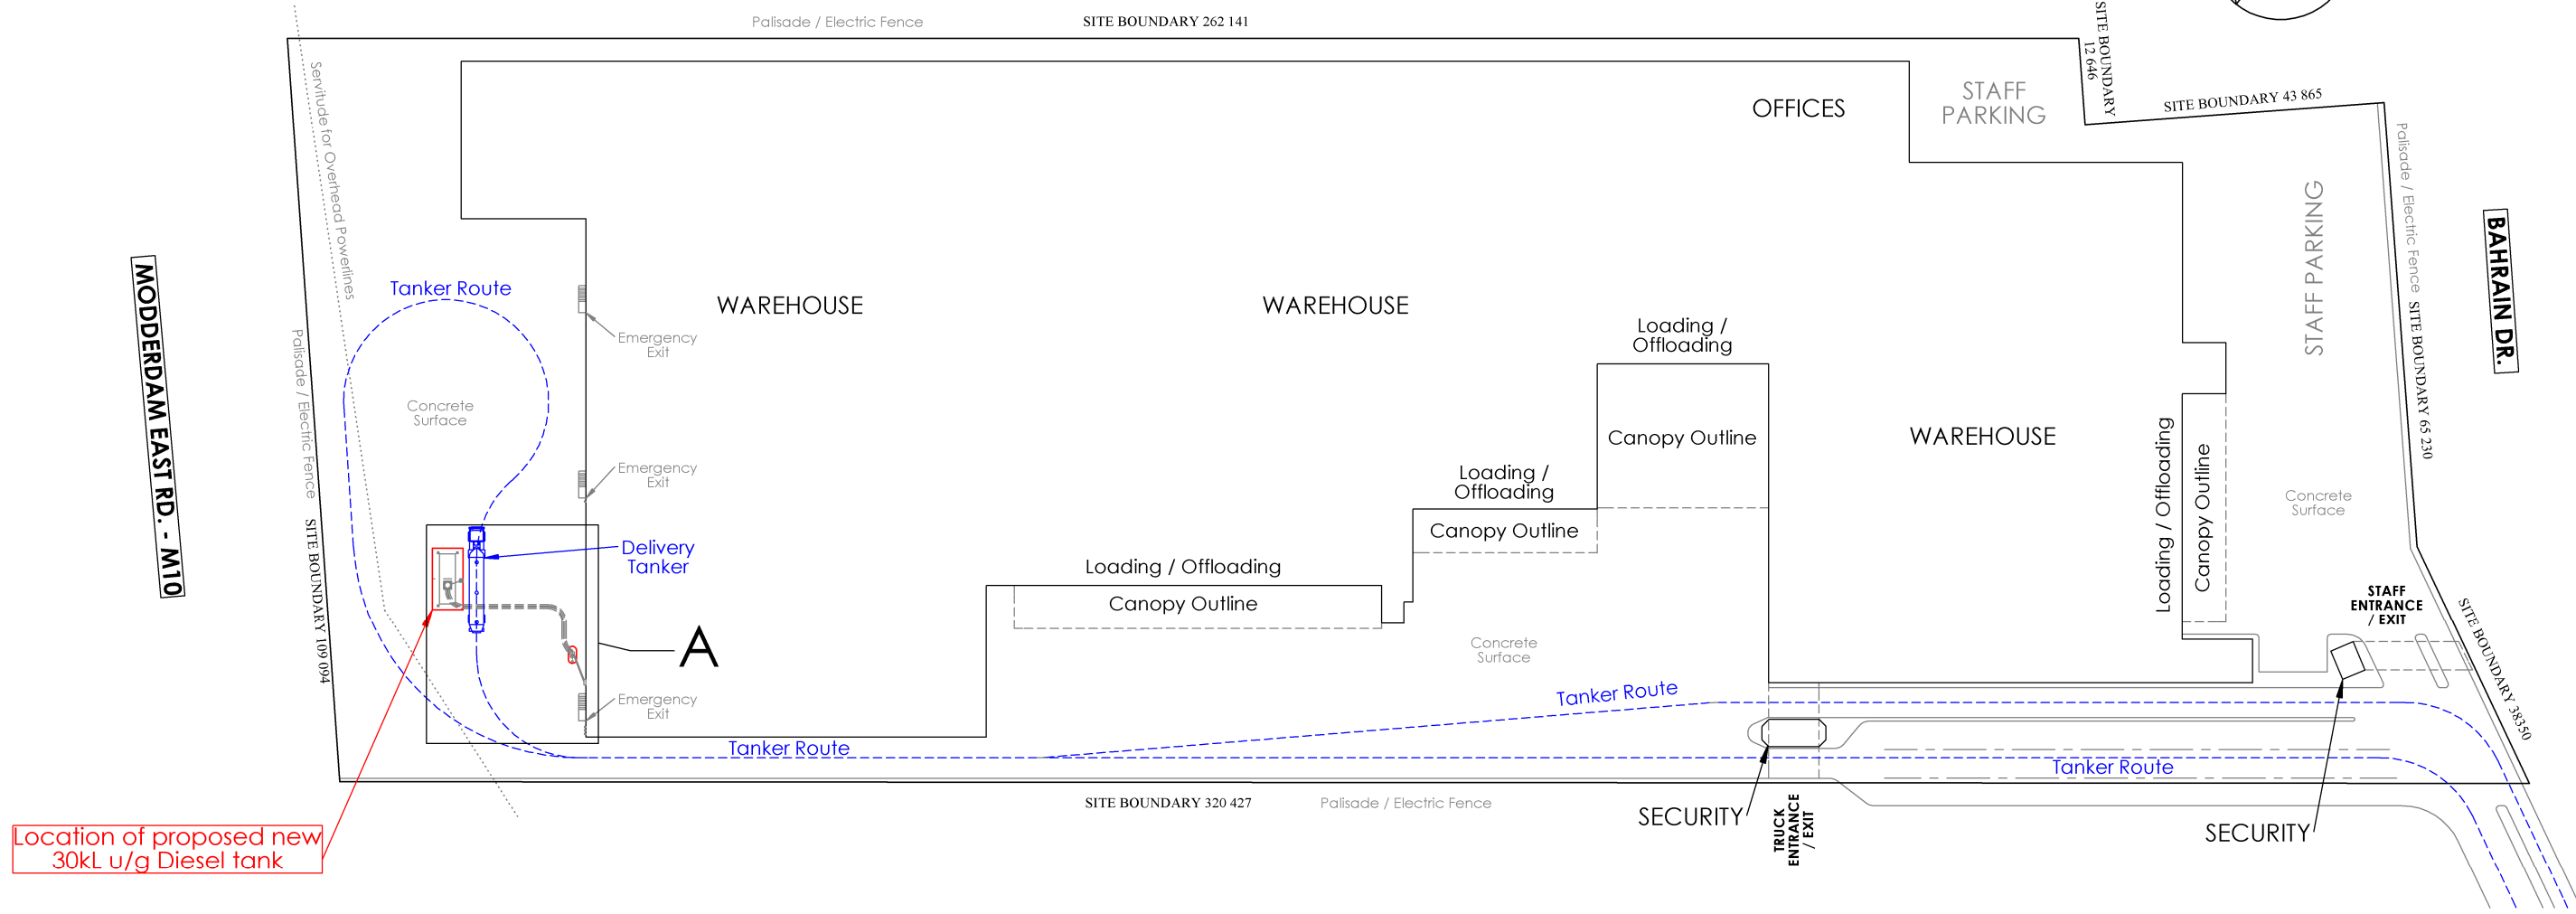 Palisade / Electric Fence
SITE BOUNDARY 262 141
SITE BOUNDARY
12 646
SITE BOUNDARY 43 865
Servitude for Overhead Powerlines
OFFICES
STAFF
PARKING
Palisade / Electric Fence
STAFF PARKING
BAHRAIN DR.
MODDERDAM EAST RD. - M10
Tanker Route
WAREHOUSE
WAREHOUSE
Loading /
Offloading
Emergency
Exit
Palisade / Electric Fence
SITE BOUNDARY 65 230
Concrete
Surface
Canopy Outline
WAREHOUSE
Loading / Offloading
Canopy Outline
Emergency
Exit
Loading /
Offloading
Canopy Outline
Concrete
Surface
SITE BOUNDARY 109 094
Delivery
Tanker
Loading / Offloading
Canopy Outline
STAFF
ENTRANCE
/ EXIT
SITE BOUNDARY 38350
A
Concrete
Surface
Emergency
Exit
Tanker Route
Tanker Route
Tanker Route
SITE BOUNDARY 320 427
Palisade / Electric Fence
SECURITY
TRUCK
ENTRANCE
/ EXIT
SECURITY
Location of proposed new
30kL u/g Diesel tank